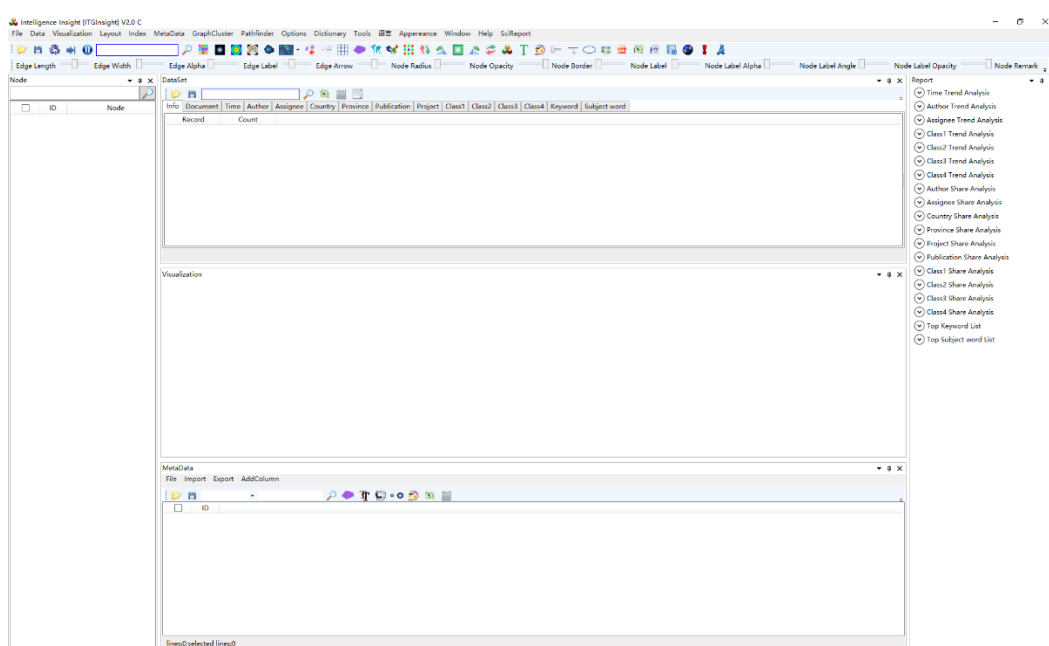 Intelligence Insight [ITGInsight] V2.0 C
File Data Visualization Layout Index MetaData GraphCluster Pathfinder Options Dictionary Tools 语言 Appereance Window Help SciReport
Edge Length Edge Width Edge Alpha Edge Label Edge Arrow Node Radius Node Opacity Node Border Node Label Node Label Alpha Node Label Angle Node Label Opacity Node Remark
Node
ID Node
DataSet
Info Document Time Author Assignee Country Province Publication Project Class1 Class2 Class3 Class4 Keyword Subject word
Record Count
Visualization
MetaData
File Import Export AddColumn
ID
lines:0;selected lines:0
Report
Time Trend Analysis
Author Trend Analysis
Assignee Trend Analysis
Class1 Trend Analysis
Class2 Trend Analysis
Class3 Trend Analysis
Class4 Trend Analysis
Author Share Analysis
Assignee Share Analysis
Country Share Analysis
Province Share Analysis
Project Share Analysis
Publication Share Analysis
Class1 Share Analysis
Class2 Share Analysis
Class3 Share Analysis
Class4 Share Analysis
Top Keyword List
Top Subject word List